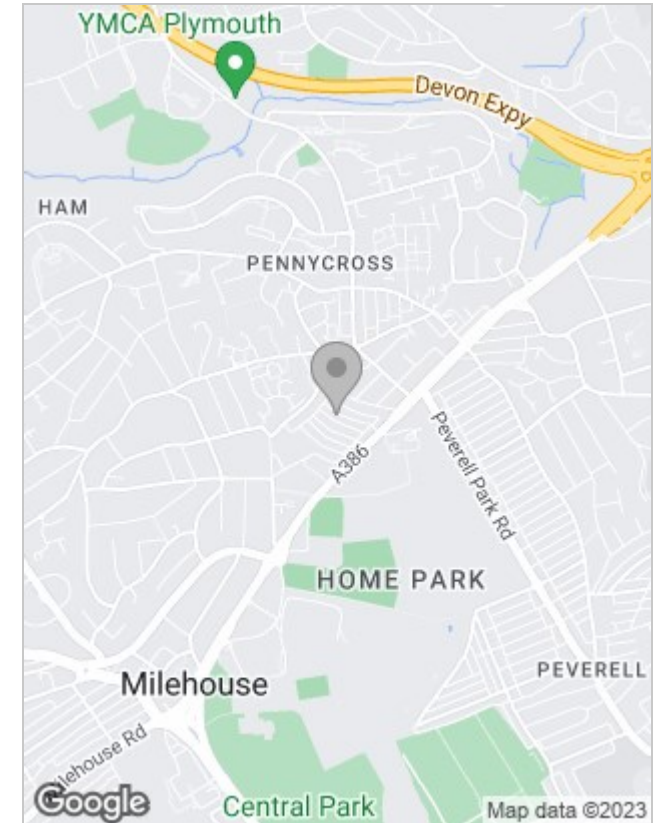 YMCA Plymouth
Devon Expy
HAM
PENNYCROSS
A386
Peverell Park Rd
HOME PARK
PEVERELL
Milehouse
Milehouse Rd
Central Park
Google
Map data ©2023